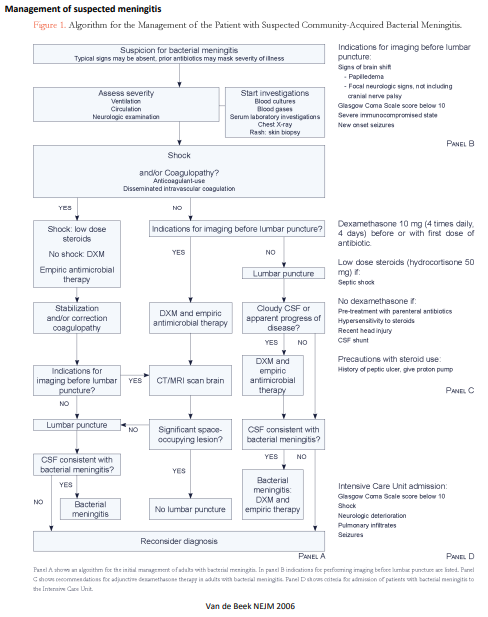 Management of suspected meningitis
Figure 1. Algorithm for the Management of the Patient with Suspected Community-Acquired Bacterial Meningitis.
Suspicion for bacterial meningitis
Typical signs may be absent, prior antibiotics may mask severity of illness
Assess severity
Ventilation
Circulation
Neurologic examination
Start investigations
Blood cultures
Blood gases
Serum laboratory investigations
Chest X-ray
Rash: skin biopsy
Shock
and/or Coagulopathy?
Anticoagulant-use
Disseminated intravascular coagulation
YES
NO
Shock: low dose
steroids
No shock: DXM
Empiric antimicrobial
therapy
Indications for imaging before lumbar puncture?
YES
NO
Lumbar puncture
Stabilization
and/or correction
coagulopathy
DXM and empiric
antimicrobial therapy
Cloudy CSF or
apparent progress of
disease?
YES
NO
DXM and
empiric
antimicrobial
therapy
Indications for
imaging before lumbar
puncture?
YES
CT/MRI scan brain
NO
Lumbar puncture
NO
Significant space-
occupying lesion?
CSF consistent with
bacterial meningitis?
YES
NO
CSF consistent with
bacterial meningitis?
YES
NO
YES
Bacterial
meningitis
No lumbar puncture
Bacterial
meningitis:
DXM and
empiric therapy
Reconsider diagnosis
PANEL A
Indications for imaging before lumbar
puncture:
Signs of brain shift
- Papilledema
- Focal neurologic signs, not including
cranial nerve palsy
Glasgow Coma Scale score below 10
Severe immunocompromised state
New onset seizures
PANEL B
Dexamethasone 10 mg (4 times daily,
4 days) before or with first dose of
antibiotic.
Low dose steroids (hydrocortisone 50
mg) if:
Septic shock
No dexamethasone if:
Pre-treatment with parenteral antibiotics
Hypersensitivity to steroids
Recent head injury
CSF shunt
Precautions with steroid use:
History of peptic ulcer, give proton pump
PANEL C
Intensive Care Unit admission:
Glasgow Coma Scale score below 10
Shock
Neurologic deterioration
Pulmonary infiltrates
Seizures
PANEL D
Panel A shows an algorithm for the initial management of adults with bacterial meningitis. In panel B indications for performing imaging before lumbar puncture are listed. Panel
C shows recommendations for adjunctive dexamethasone therapy in adults with bacterial meningitis. Panel D shows criteria for admission of patients with bacterial meningitis to
the Intensive Care Unit.
Van de Beek NEJM 2006